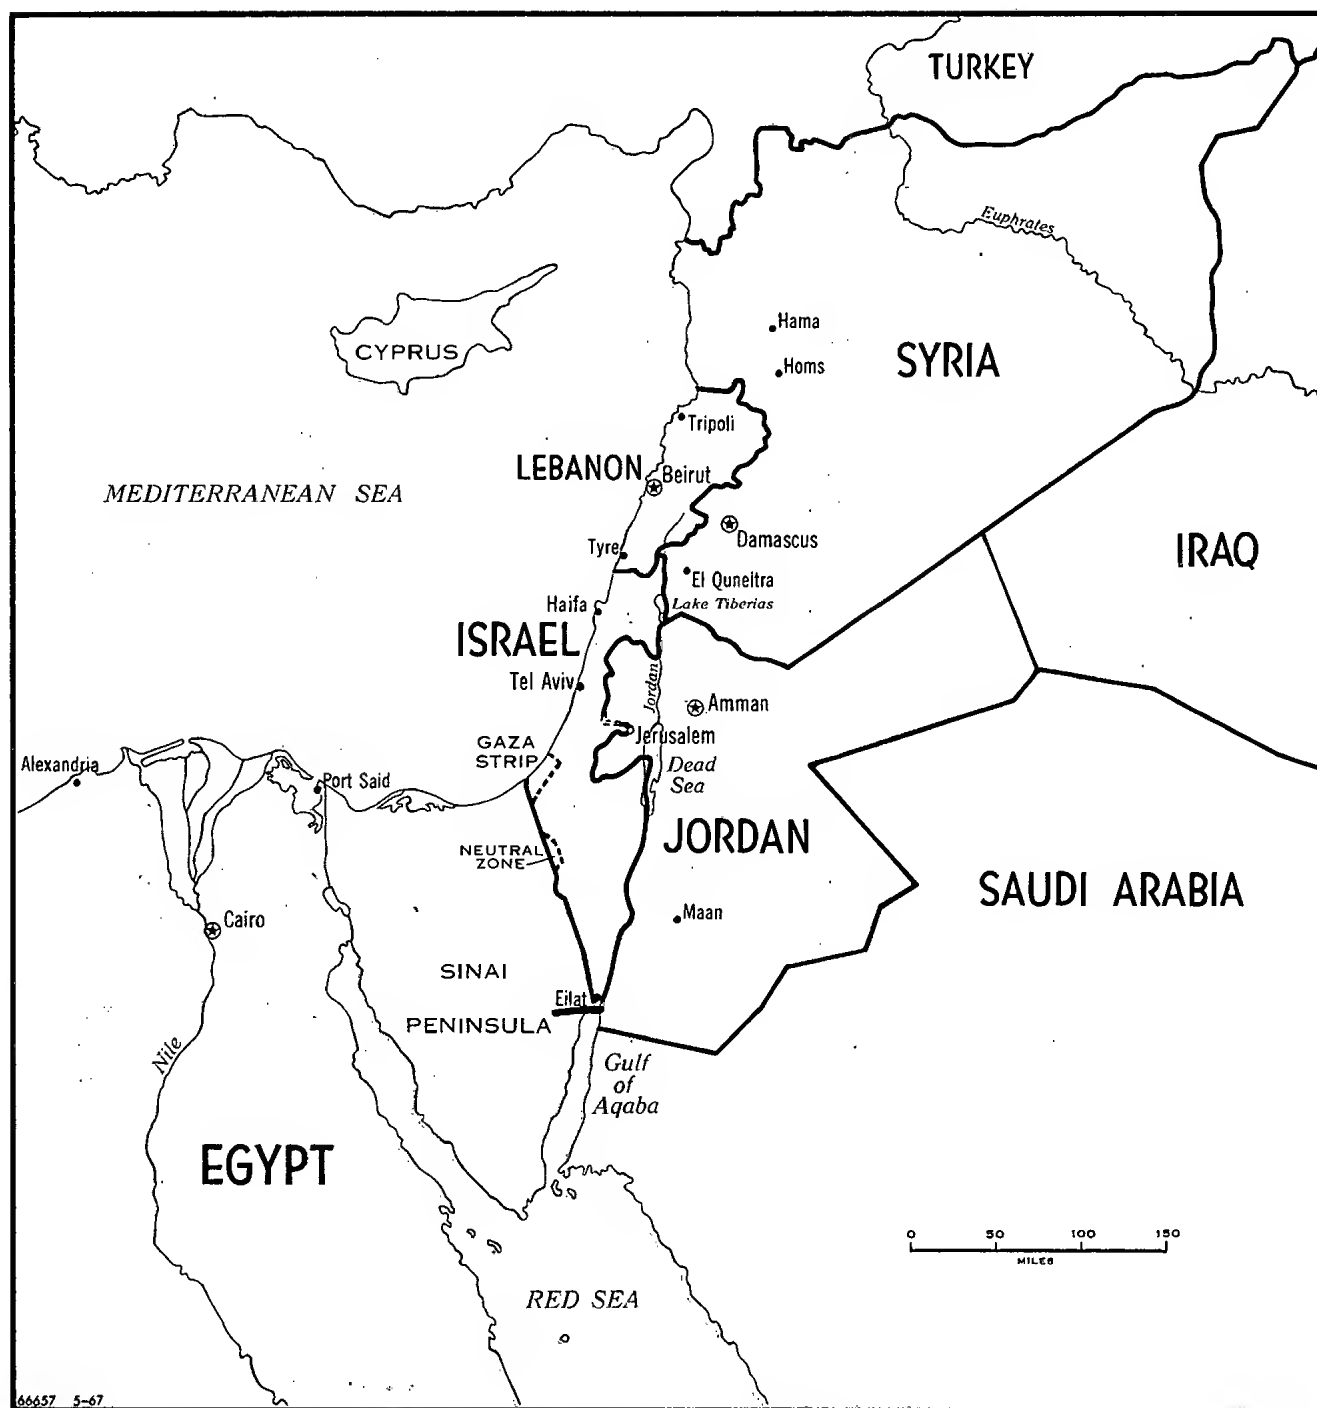 TURKEY
Euphrates
Hama
CYPRUS
SYRIA
Homs
Tripoli
LEBANON
Beirut
MEDITERRANEAN SEA
Damascus
Tyre
IRAQ
El Quneitra
Haifa
Lake Tiberias
ISRAEL
Tel Aviv
Jordan
Amman
Jerusalem
GAZA
STRIP
Dead
Sea
Alexandria
Port Said
JORDAN
NEUTRAL
ZONE
SAUDI ARABIA
Maan
Cairo
SINAI
PENINSULA
Eilat
Nile
Gulf
of
Aqaba
EGYPT
0 50 100 150
MILES
RED SEA
66657 5-67